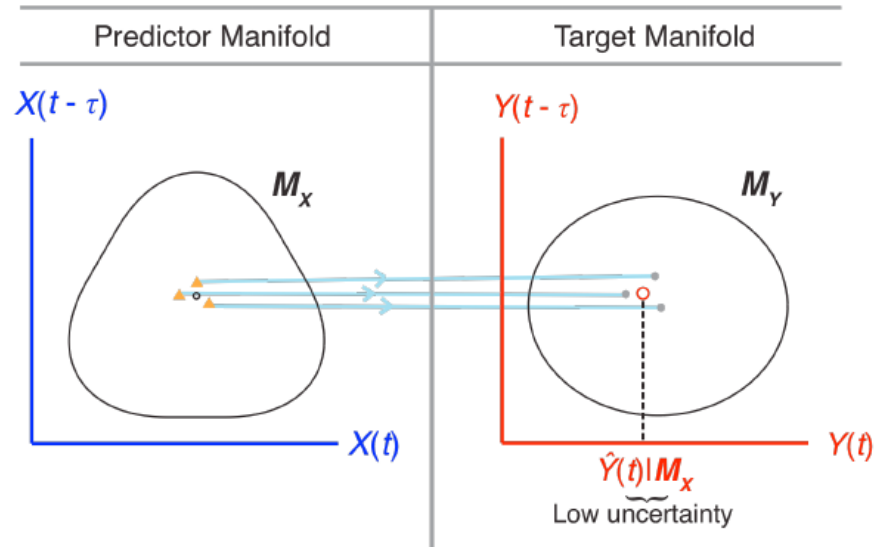 Predictor Manifold
Target Manifold
X(t - τ)
Y(t - τ)
M_X
M_Y
X(t)
Y(t)
Ŷ(t)|M_X
Low uncertainty